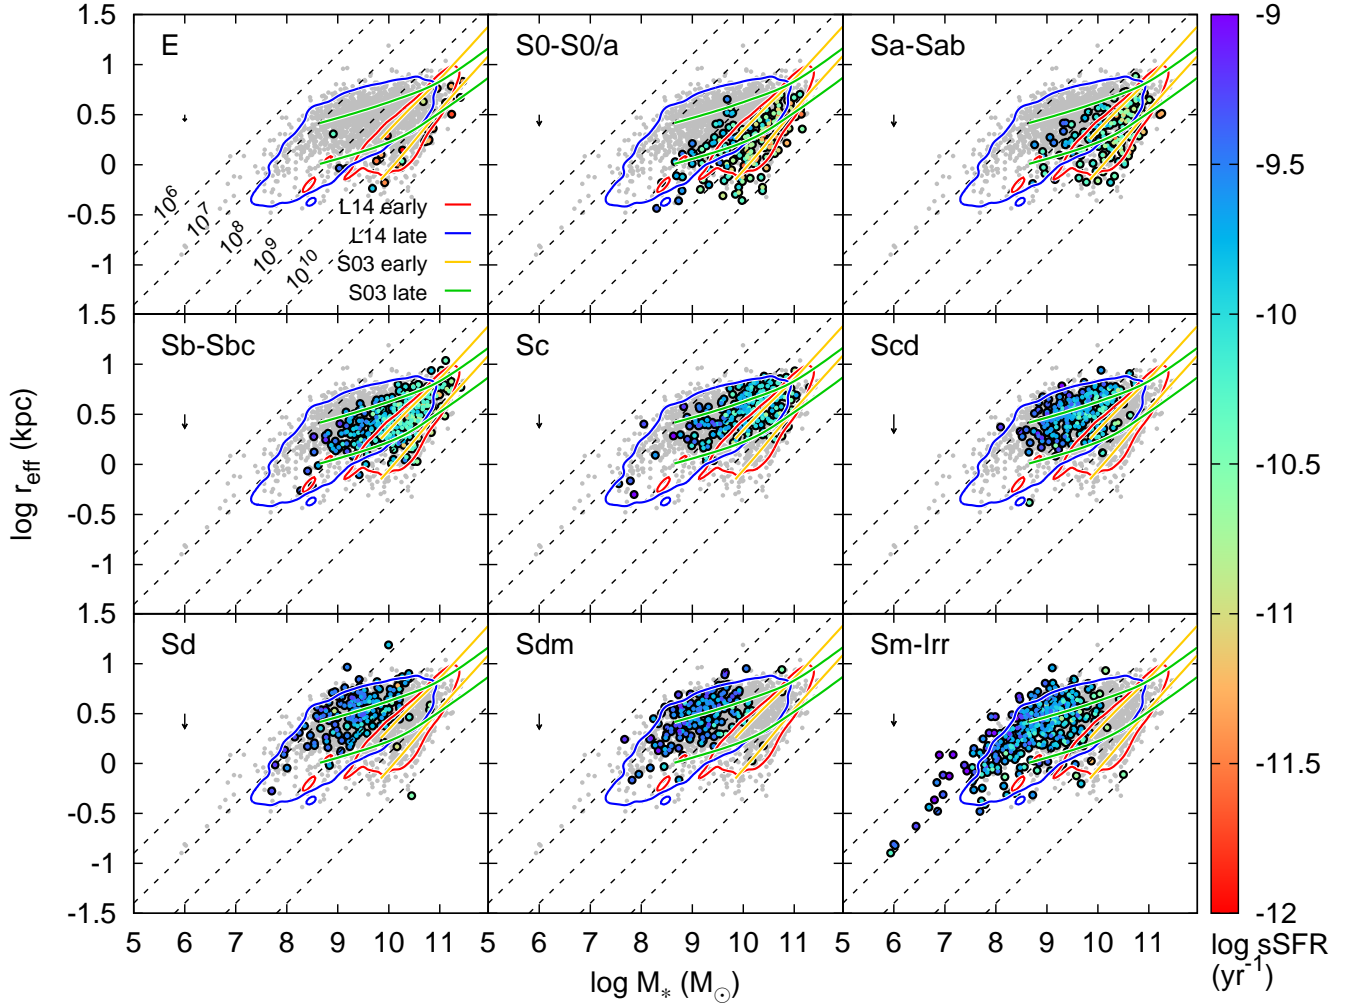 E
S0-S0/a
Sa-Sab
1.5
1
0.5
0
-0.5
-1
1.5
10^6
10^7
10^8
10^9
10^10
L14 early
L14 late
S03 early
S03 late
Sb-Sbc
Sc
Scd
1
0.5
0
-0.5
-1
1.5
Sd
Sdm
Sm-Irr
1
0.5
0
-0.5
-1
-1.5
log r_eff (kpc)
5 6 7 8 9 10 11 5 6 7 8 9 10 11 5 6 7 8 9 10 11
log M_* (M_⊙)
-9
-9.5
-10
-10.5
-11
-11.5
-12
log sSFR
(yr^-1)